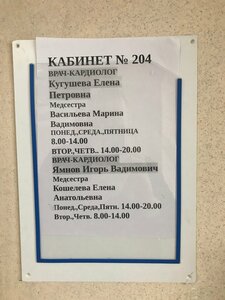 КАБИНЕТ № 204
ВРАЧ-КАРДИОЛОГ
Кугушева Елена
Петровна
Медсестра
Васильева Марина
Вадимовна
ПОНЕД.,СРЕДА,ПЯТНИЦА
8.00-14.00
ВТОР.,ЧЕТВ.. 14.00-20.00
ВРАЧ-КАРДИОЛОГ
Ямнов Игорь Вадимович
Медсестра
Кошелева Елена
Анатольевна
Понед.,Среда,Пятн. 14.00-20.00
Втор.,Четв. 8.00-14.00